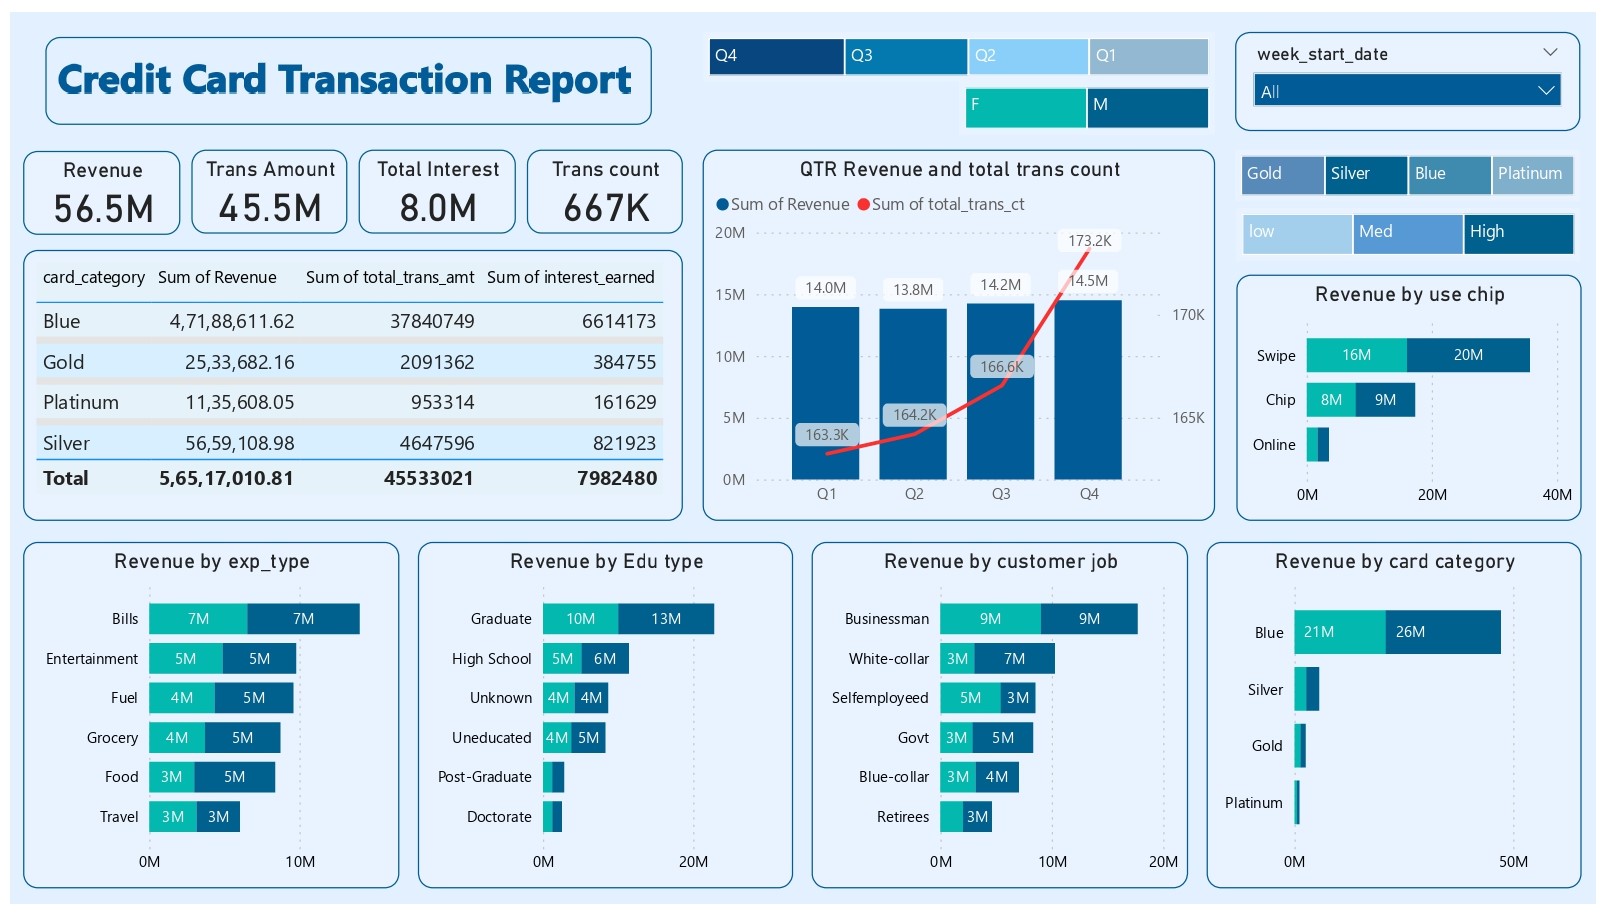 Credit Card Transaction Report
Q4 Q3 Q2 Q1
F M
week_start_date
All
Revenue
56.5M
Trans Amount
45.5M
Total Interest
8.0M
Trans count
667K
Gold Silver Blue Platinum
low Med High
card_category Sum of Revenue Sum of total_trans_amt Sum of interest_earned
Blue 4,71,88,611.62 37840749 6614173
Gold 25,33,682.16 2091362 384755
Platinum 11,35,608.05 953314 161629
Silver 56,59,108.98 4647596 821923
Total 5,65,17,010.81 45533021 7982480
QTR Revenue and total trans count
Sum of Revenue Sum of total_trans_ct
20M
173.2K
14.0M 13.8M 14.2M 14.5M
15M
170K
10M
166.6K
5M
164.2K
165K
163.3K
0M
Q1 Q2 Q3 Q4
Revenue by use chip
Swipe 16M 20M
Chip 8M 9M
Online
0M 20M 40M
Revenue by exp_type
Bills 7M 7M
Entertainment 5M 5M
Fuel 4M 5M
Grocery 4M 5M
Food 3M 5M
Travel 3M 3M
0M 10M
Revenue by Edu type
Graduate 10M 13M
High School 5M 6M
Unknown 4M 4M
Uneducated 4M 5M
Post-Graduate
Doctorate
0M 20M
Revenue by customer job
Businessman 9M 9M
White-collar 3M 7M
Selfemployeed 5M 3M
Govt 3M 5M
Blue-collar 3M 4M
Retirees 3M
0M 10M 20M
Revenue by card category
Blue 21M 26M
Silver
Gold
Platinum
0M 50M